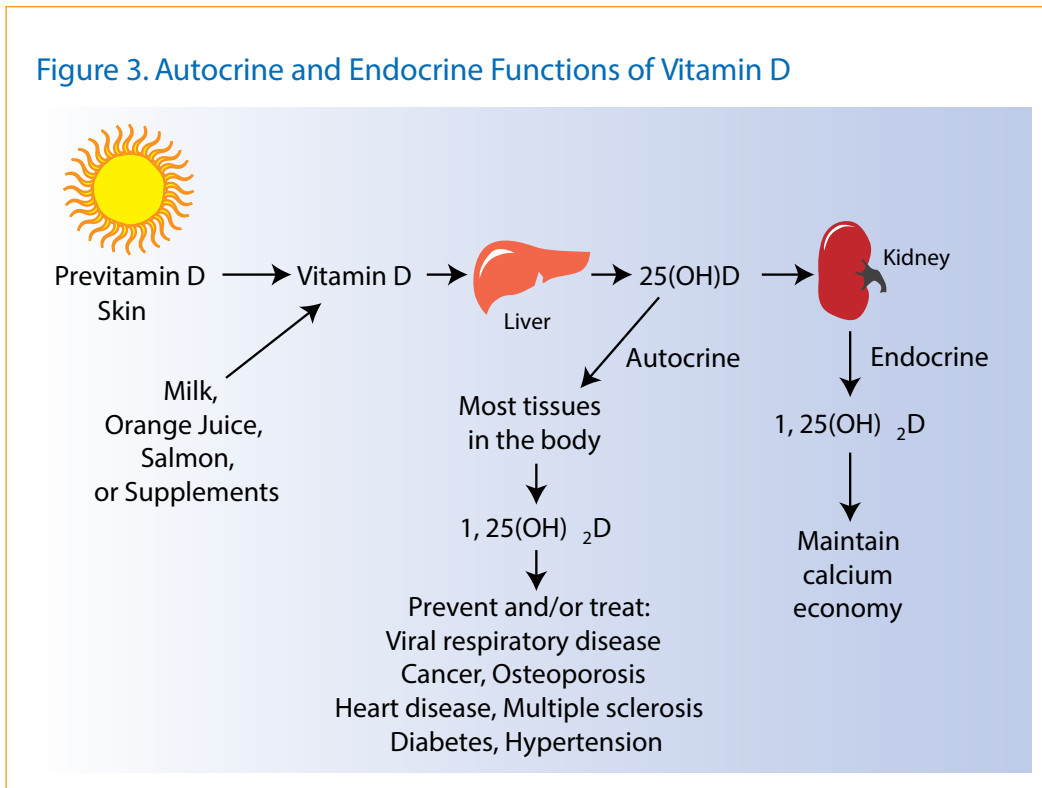 Figure 3. Autocrine and Endocrine Functions of Vitamin D
Previtamin D
Skin
Vitamin D
Liver
25(OH)D
Kidney
Milk,
Orange Juice,
Salmon,
or Supplements
Autocrine
Most tissues
in the body
1, 25(OH) ₂D
Prevent and/or treat:
Viral respiratory disease
Cancer, Osteoporosis
Heart disease, Multiple sclerosis
Diabetes, Hypertension
Endocrine
1, 25(OH) ₂D
Maintain
calcium
economy